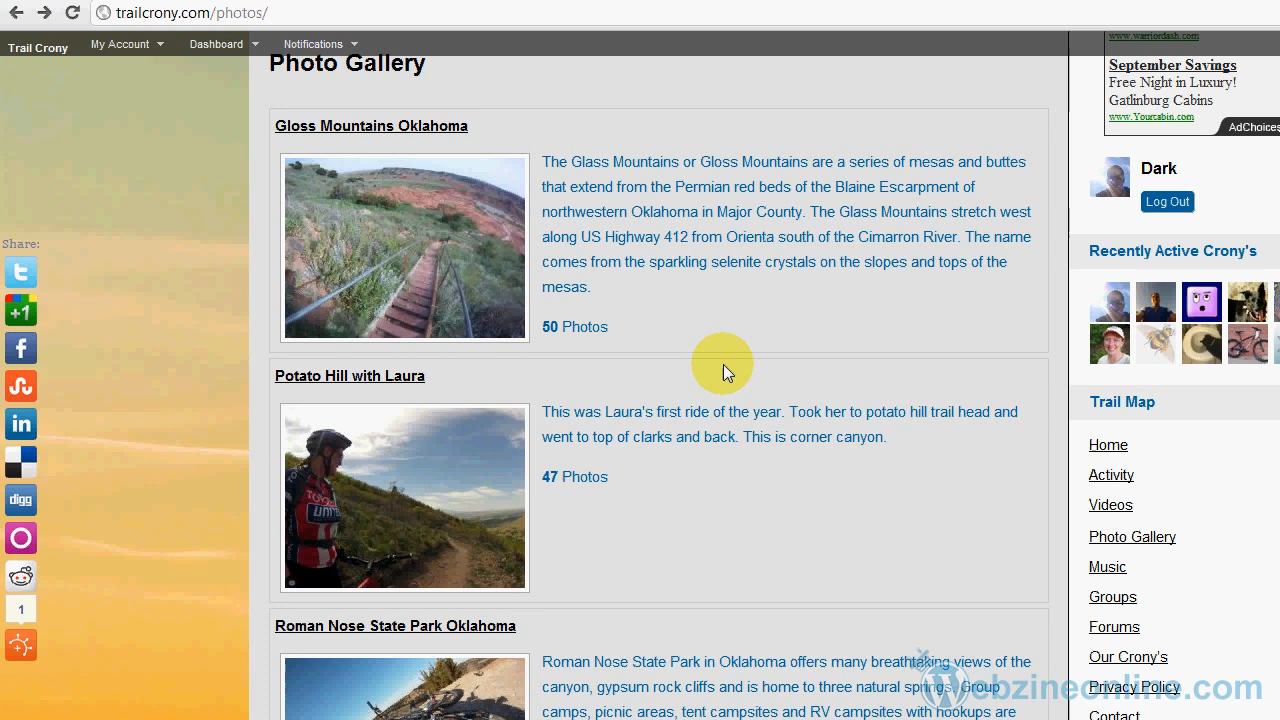 trailcrony.com/photos/
Trail Crony
My Account
Dashboard
Notifications
Photo Gallery
www.warriordash.com
September Savings
Free Night in Luxury!
Gatlinburg Cabins
www.Yourcabin.com
AdChoices
Gloss Mountains Oklahoma
The Glass Mountains or Gloss Mountains are a series of mesas and buttes
that extend from the Permian red beds of the Blaine Escarpment of
northwestern Oklahoma in Major County. The Glass Mountains stretch west
along US Highway 412 from Orienta south of the Cimarron River. The name
comes from the sparkling selenite crystals on the slopes and tops of the
mesas.
50 Photos
Potato Hill with Laura
This was Laura's first ride of the year. Took her to potato hill trail head and
went to top of clarks and back. This is corner canyon.
47 Photos
Roman Nose State Park Oklahoma
Roman Nose State Park in Oklahoma offers many breathtaking views of the
canyon, gypsum rock cliffs and is home to three natural springs. Group
camps, picnic areas, tent campsites and RV campsites with hookups are
Share:
+1
in
digg
1
Dark
Log Out
Recently Active Crony's
Trail Map
Home
Activity
Videos
Photo Gallery
Music
Groups
Forums
Our Crony's
Privacy Policy
Contact
Webzineonline.com